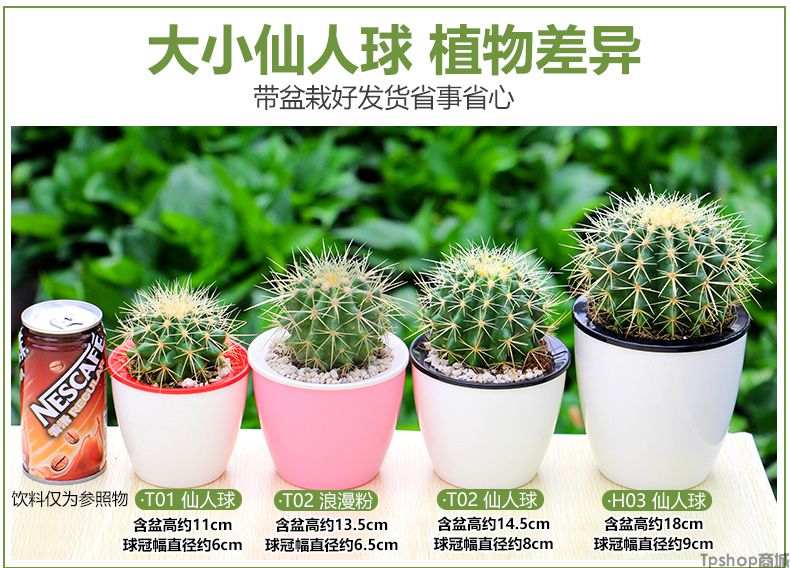 大小仙人球 植物差异
带盆栽好发货省事省心
NESCAFÉ
饮料仅为参照物
·T01 仙人球
含盆高约11cm
球冠幅直径约6cm
·T02 浪漫粉
含盆高约13.5cm
球冠幅直径约6.5cm
·T02 仙人球
含盆高约14.5cm
球冠幅直径约8cm
·H03 仙人球
含盆高约18cm
球冠幅直径约9cm
Tpshop商城